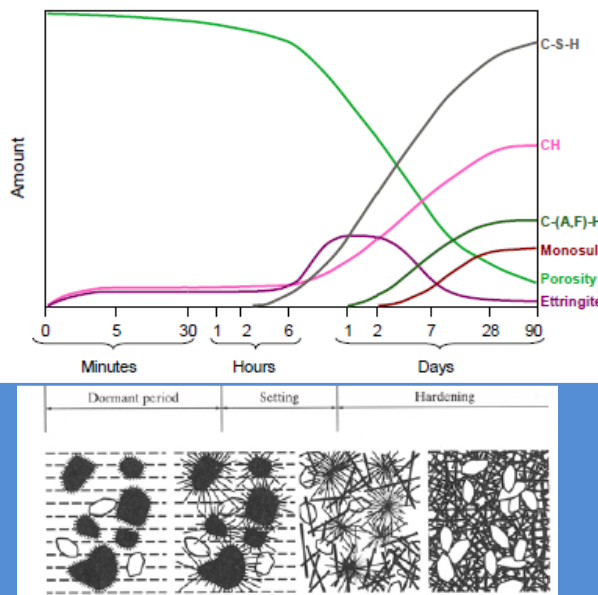 Amount
C-S-H
CH
C-(A,F)-H
Monosul
Porosity
Ettringite
0 5 30 1 2 6 1 2 7 28 90
Minutes Hours Days
Dormant period Setting Hardening